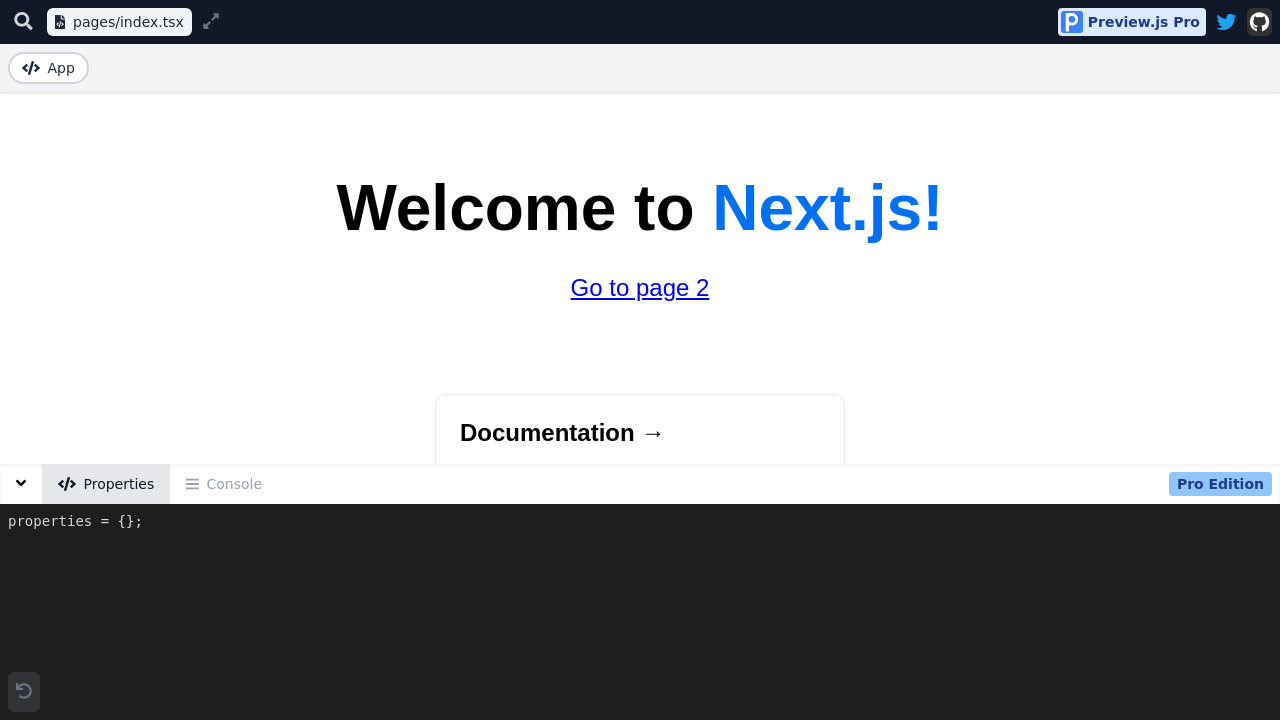 pages/index.tsx
Preview.js Pro
App
Welcome to Next.js!
Go to page 2
Documentation →
Properties
Console
Pro Edition
properties = {};